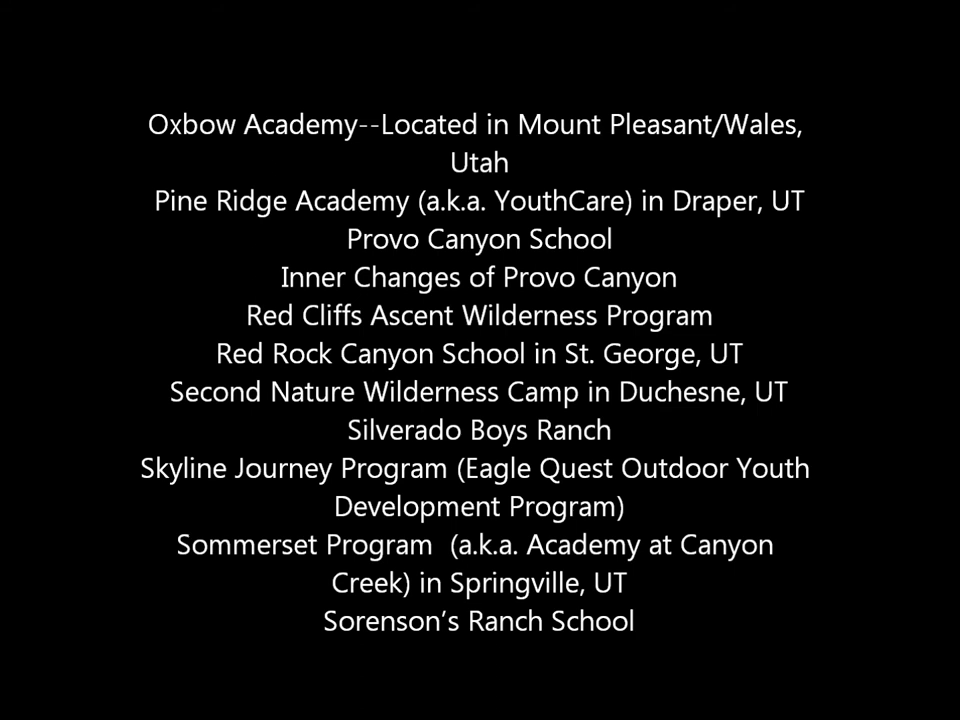 Oxbow Academy--Located in Mount Pleasant/Wales,
Utah
Pine Ridge Academy (a.k.a. YouthCare) in Draper, UT
Provo Canyon School
Inner Changes of Provo Canyon
Red Cliffs Ascent Wilderness Program
Red Rock Canyon School in St. George, UT
Second Nature Wilderness Camp in Duchesne, UT
Silverado Boys Ranch
Skyline Journey Program (Eagle Quest Outdoor Youth
Development Program)
Sommerset Program  (a.k.a. Academy at Canyon
Creek) in Springville, UT
Sorenson’s Ranch School